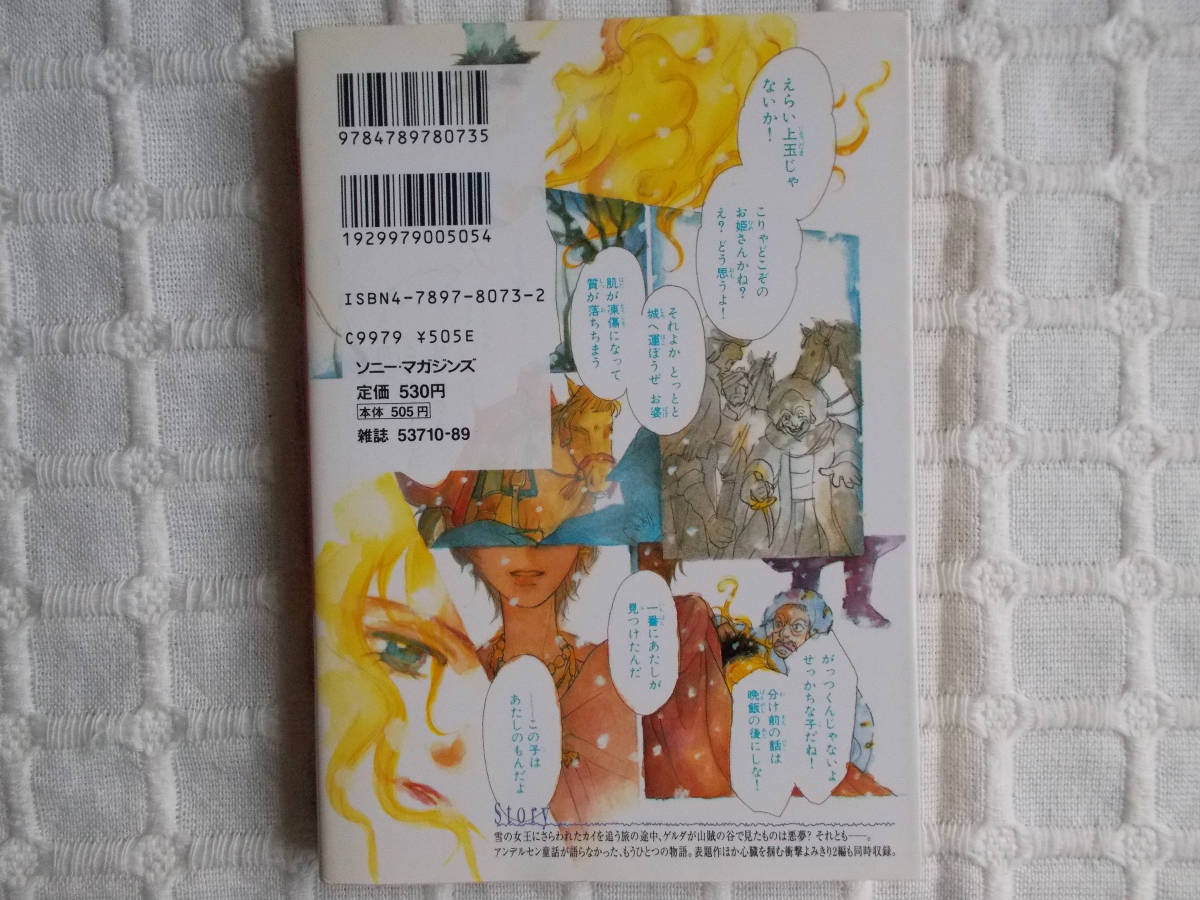 9784789780735
1929979005054
ISBN4-7897-8073-2
C9979 ¥505E
ソニー・マガジンズ
定価 530円
本体 505円
雑誌 53710-89
えらい上玉じゃ
ないか!
こりゃどこぞの
お姫さんかね?
え? どう思うよ!
それよか とっとと
城へ運ぼうぜ お婆
肌が凍傷になって
質が落ちちまう
一番にあたしが
見つけたんだ
がっつくんじゃないよ
せっかちな子だね!
分け前の話は
晩飯の後にしな!
——この子は
あたしのもんだよ
Story
雪の女王にさらわれたカイを追う旅の途中、ゲルダが山賊の谷で見たものは悪夢? それとも——。
アンデルセン童話が語らなかった、もうひとつの物語。表題作ほか心臓を掴む衝撃よみきり2編も同時収録。